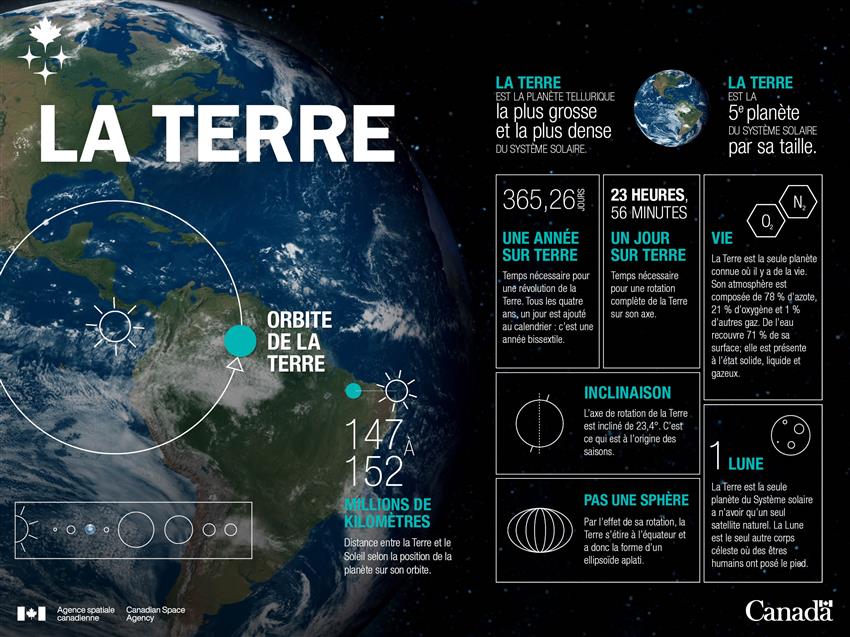 LA TERRE
ORBITE
DE LA
TERRE
147
À
152
MILLIONS DE
KILOMÈTRES
Distance entre la Terre et le
Soleil selon la position de la
planète sur son orbite.
Agence spatiale
canadienne
Canadian Space
Agency
LA TERRE
EST LA PLANÈTE TELLURIQUE
la plus grosse
et la plus dense
DU SYSTÈME SOLAIRE.
LA TERRE
EST LA
5e planète
DU SYSTÈME SOLAIRE
par sa taille.
365,26 JOURS
UNE ANNÉE
SUR TERRE
Temps nécessaire pour
une révolution de la
Terre. Tous les quatre
ans, un jour est ajouté
au calendrier : c'est une
année bissextile.
23 HEURES,
56 MINUTES
UN JOUR
SUR TERRE
Temps nécessaire
pour une rotation
complète de la Terre
sur son axe.
O2
N2
VIE
La Terre est la seule planète
connue où il y a de la vie.
Son atmosphère est
composée de 78 % d'azote,
21 % d'oxygène et 1 %
d'autres gaz. De l'eau
recouvre 71 % de sa
surface; elle est présente
à l'état solide, liquide et
gazeux.
INCLINAISON
L'axe de rotation de la Terre
est incliné de 23,4°. C'est
ce qui est à l'origine des
saisons.
PAS UNE SPHÈRE
Par l'effet de sa rotation, la
Terre s'étire à l'équateur et
a donc la forme d'un
ellipsoïde aplati.
1 LUNE
La Terre est la seule
planète du Système solaire
a n'avoir qu'un seul
satellite naturel. La Lune
est le seul autre corps
céleste où des êtres
humains ont posé le pied.
Canada